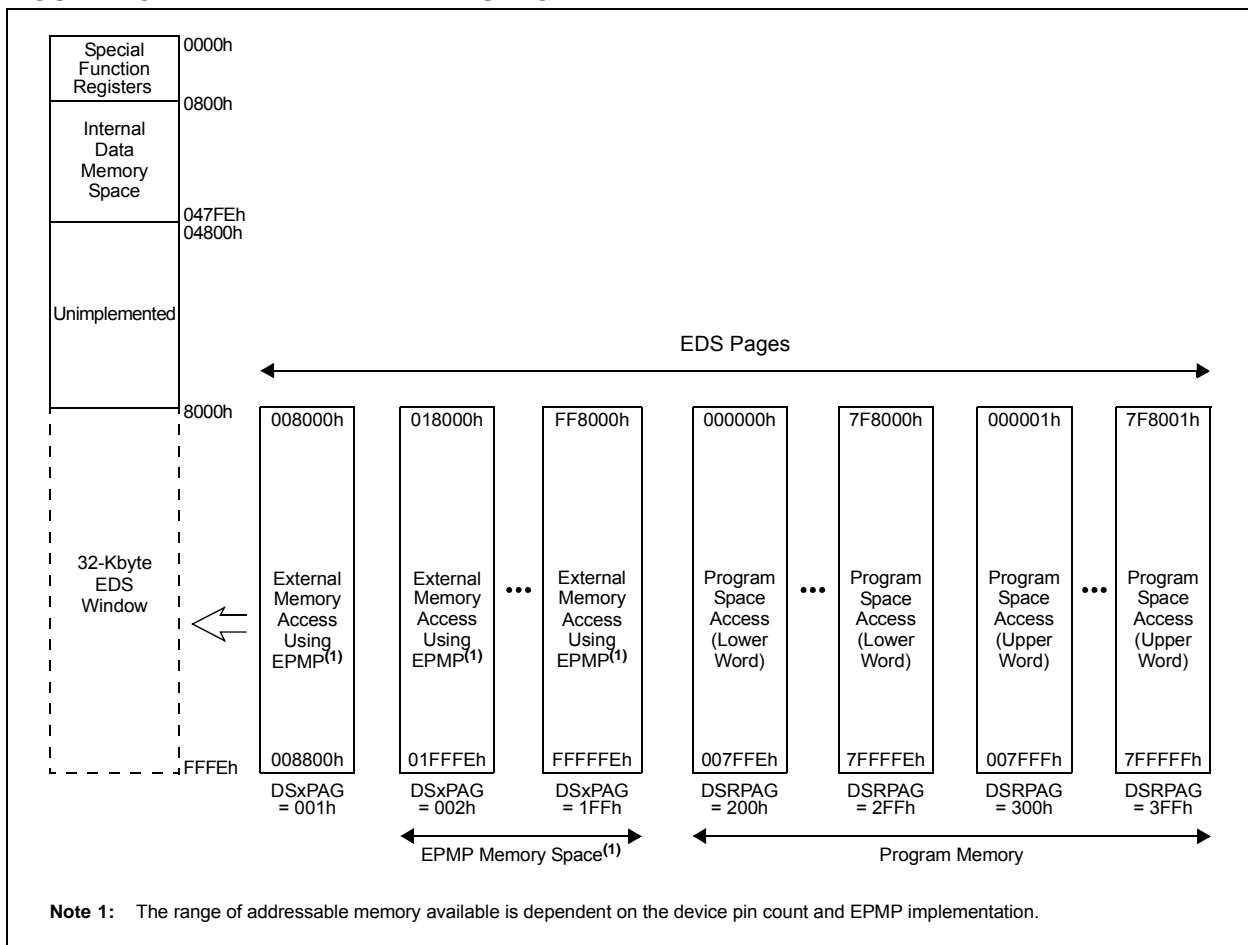 Special
Function
Registers
0000h
0800h
Internal
Data
Memory
Space
047FEh
04800h
Unimplemented
EDS Pages
8000h
32-Kbyte
EDS
Window
FFFEh
008000h
External
Memory
Access
Using
EPMP(1)
008800h
DSxPAG
= 001h
018000h
External
Memory
Access
Using
EPMP(1)
01FFFEh
DSxPAG
= 002h
•••
FF8000h
External
Memory
Access
Using
EPMP(1)
FFFFFEh
DSxPAG
= 1FFh
000000h
Program
Space
Access
(Lower
Word)
007FFEh
DSRPAG
= 200h
•••
7F8000h
Program
Space
Access
(Lower
Word)
7FFFFEh
DSRPAG
= 2FFh
000001h
Program
Space
Access
(Upper
Word)
007FFFh
DSRPAG
= 300h
•••
7F8001h
Program
Space
Access
(Upper
Word)
7FFFFFh
DSRPAG
= 3FFh
EPMP Memory Space(1)
Program Memory
Note 1: The range of addressable memory available is dependent on the device pin count and EPMP implementation.